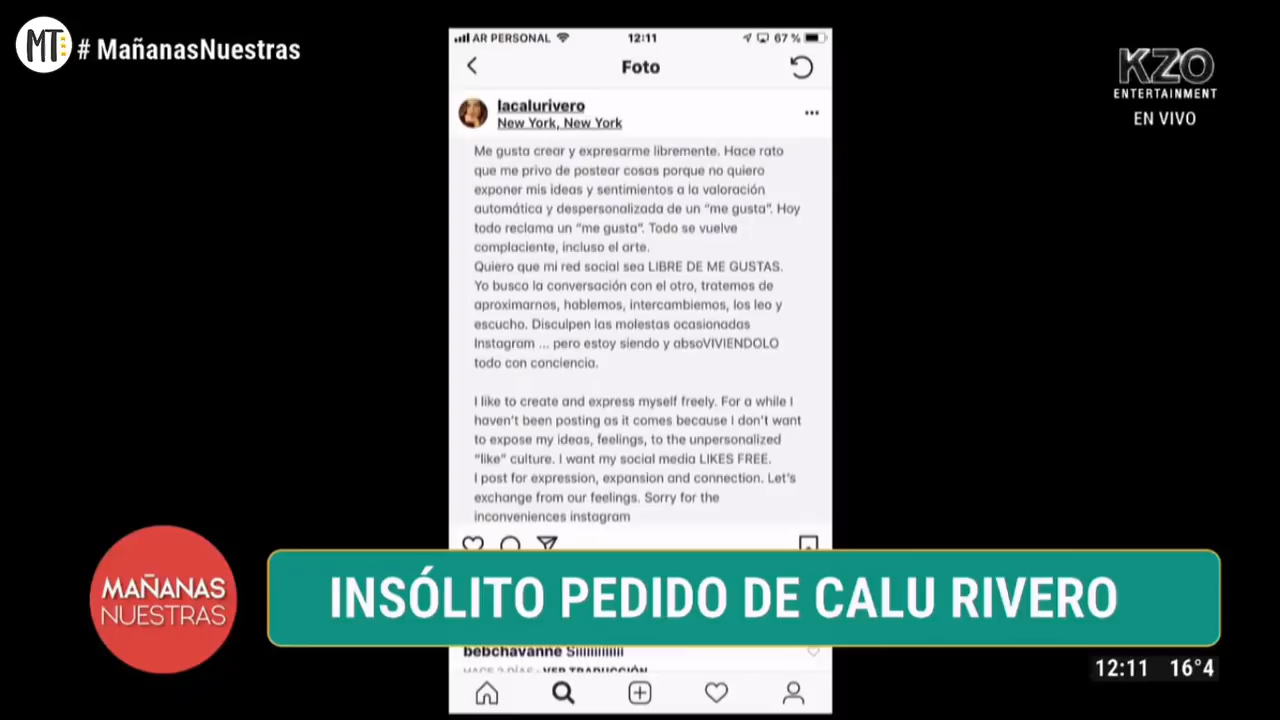 MT
# MañanasNuestras
AR PERSONAL
12:11
67 %
Foto
KZO
ENTERTAINMENT
EN VIVO
lacalurivero
New York, New York
Me gusta crear y expresarme libremente. Hace rato
que me privo de postear cosas porque no quiero
exponer mis ideas y sentimientos a la valoración
automática y despersonalizada de un “me gusta”. Hoy
todo reclama un “me gusta”. Todo se vuelve
complaciente, incluso el arte.
Quiero que mi red social sea LIBRE DE ME GUSTAS.
Yo busco la conversación con el otro, tratemos de
aproximarnos, hablemos, intercambiemos, los leo y
escucho. Disculpen las molestas ocasionadas
Instagram ... pero estoy siendo y absoVIVIENDOLO
todo con conciencia.
I like to create and express myself freely. For a while I
haven’t been posting as it comes because I don’t want
to expose my ideas, feelings, to the unpersonalized
“like” culture. I want my social media LIKES FREE.
I post for expression, expansion and connection. Let’s
exchange from our feelings. Sorry for the
inconveniences instagram
MAÑANAS
NUESTRAS
INSÓLITO PEDIDO DE CALU RIVERO
bebchavanne Siiiiiiiiiiiii
HACE 2 DÍAS · VER TRADUCCIÓN
12:11 16°4